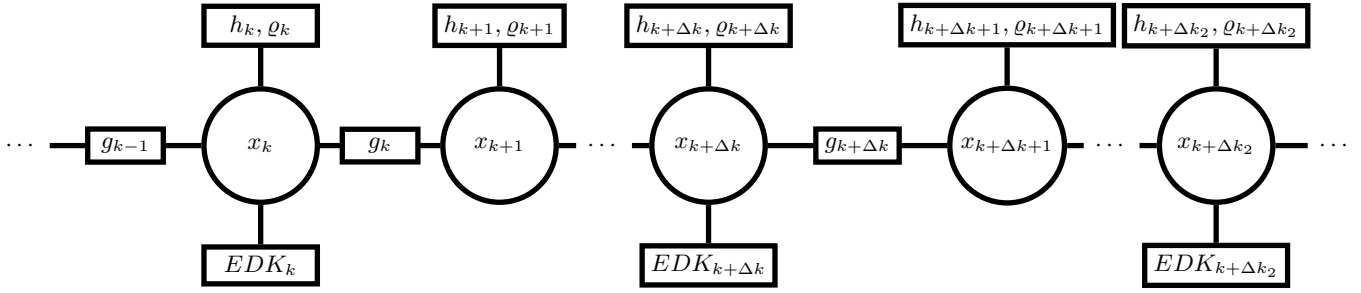 h_k, ϱ_k h_{k+1}, ϱ_{k+1} h_{k+Δk}, ϱ_{k+Δk} h_{k+Δk+1}, ϱ_{k+Δk+1} h_{k+Δk_2}, ϱ_{k+Δk_2}
⋯ g_{k−1} x_k g_k x_{k+1} ⋯ x_{k+Δk} g_{k+Δk} x_{k+Δk+1} ⋯ x_{k+Δk_2} ⋯
EDK_k EDK_{k+Δk} EDK_{k+Δk_2}